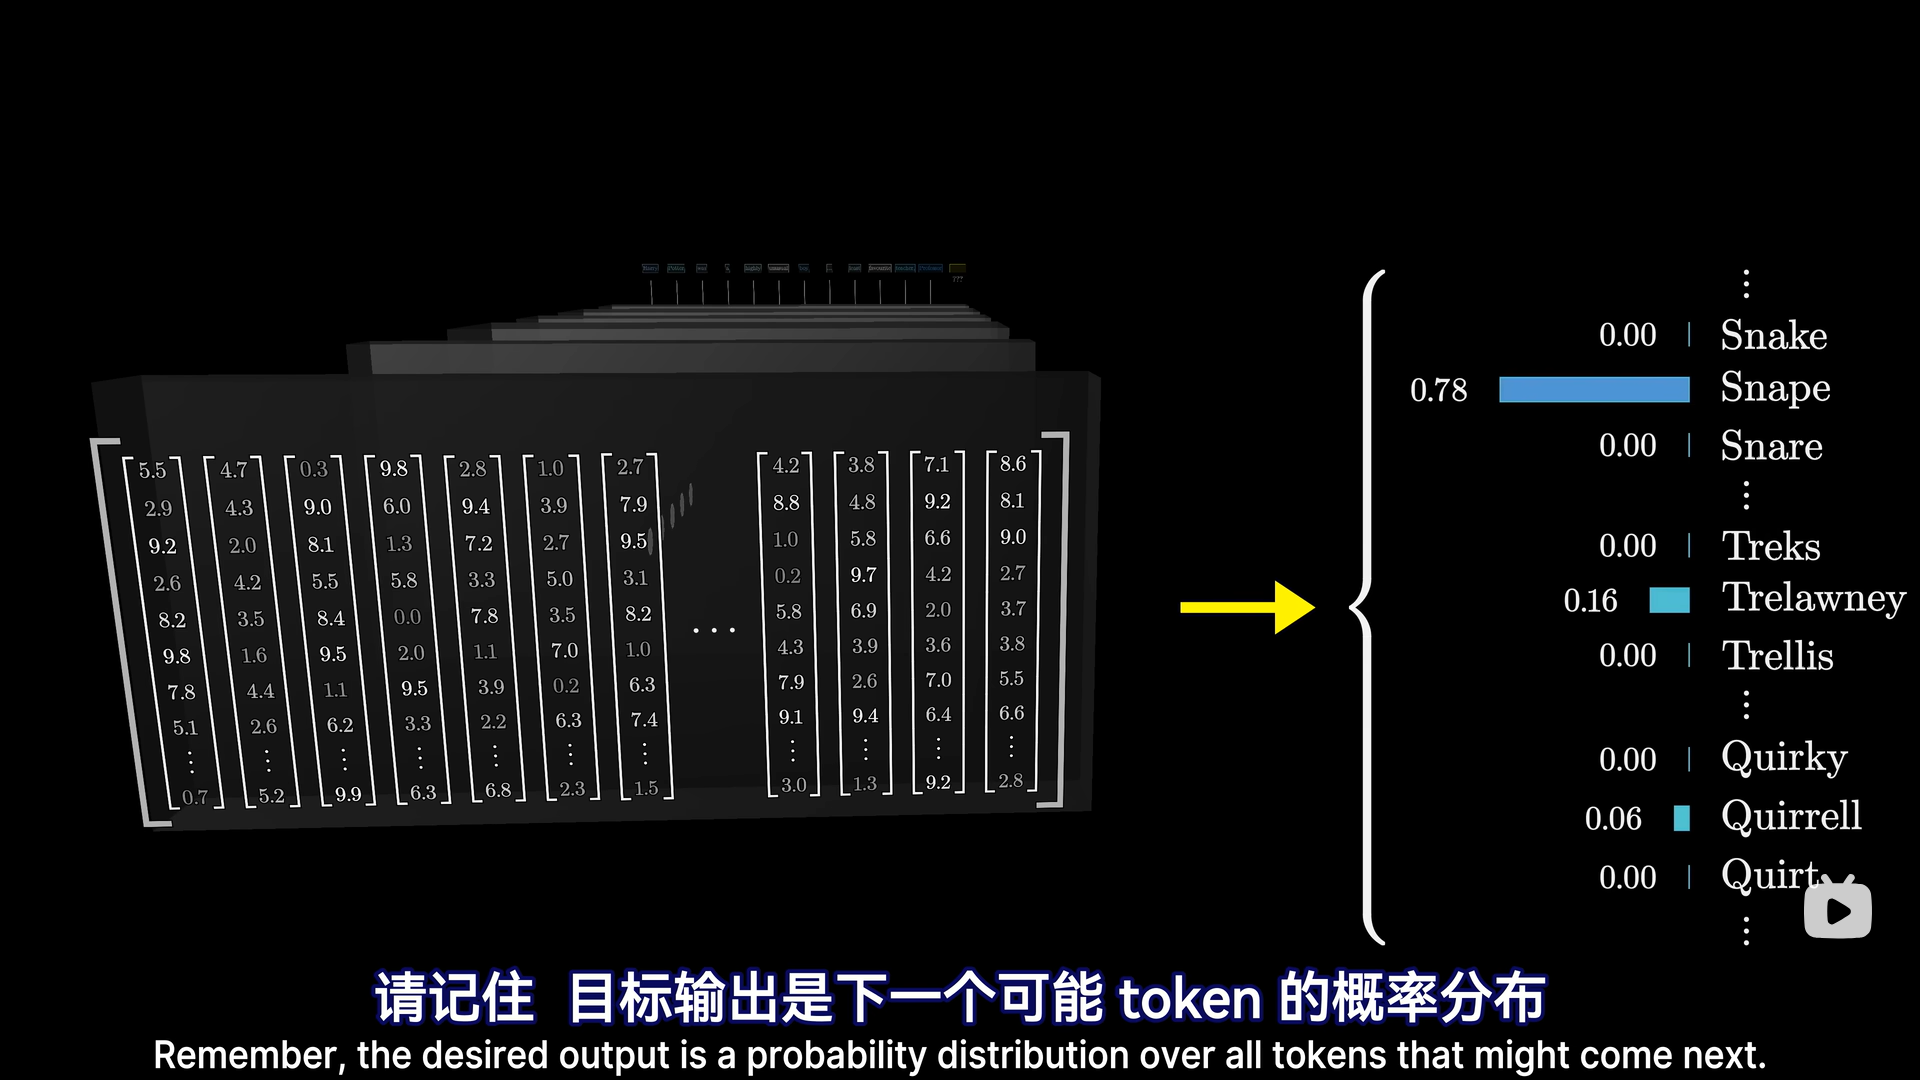 5.5 4.7 0.3 9.8 2.8 1.0 2.7 4.2 3.8 7.1 8.6
2.9 4.3 9.0 6.0 9.4 3.9 7.9 8.8 4.8 9.2 8.1
9.2 2.0 8.1 1.3 7.2 2.7 9.5 1.0 5.8 6.6 9.0
2.6 4.2 5.5 5.8 3.3 5.0 3.1 ... 0.2 9.7 4.2 2.7
8.2 3.5 8.4 0.0 7.8 3.5 8.2 5.8 6.9 2.0 3.7
9.8 1.6 9.5 2.0 1.1 7.0 1.0 4.3 3.9 3.6 3.8
7.8 4.4 1.1 9.5 3.9 0.2 6.3 7.9 2.6 7.0 5.5
5.1 2.6 6.2 3.3 2.2 6.3 7.4 9.1 9.4 6.4 6.6
0.7 5.2 9.9 6.3 6.8 2.3 1.5 3.0 1.3 9.2 2.8
0.00 Snake
0.78 Snape
0.00 Snare
0.00 Treks
0.16 Trelawney
0.00 Trellis
0.00 Quirky
0.06 Quirrell
0.00 Quirt
请记住 目标输出是下一个可能 token 的概率分布
Remember, the desired output is a probability distribution over all tokens that might come next.